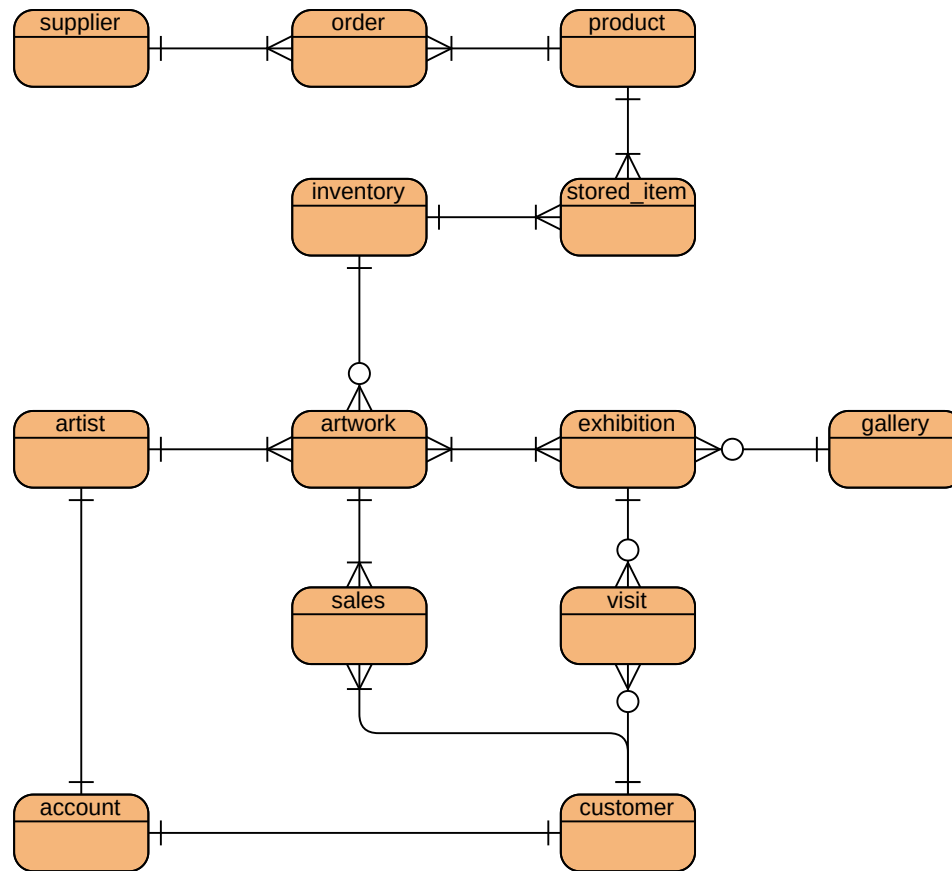 supplier
order
product
inventory
stored_item
artist
artwork
exhibition
gallery
sales
visit
account
customer